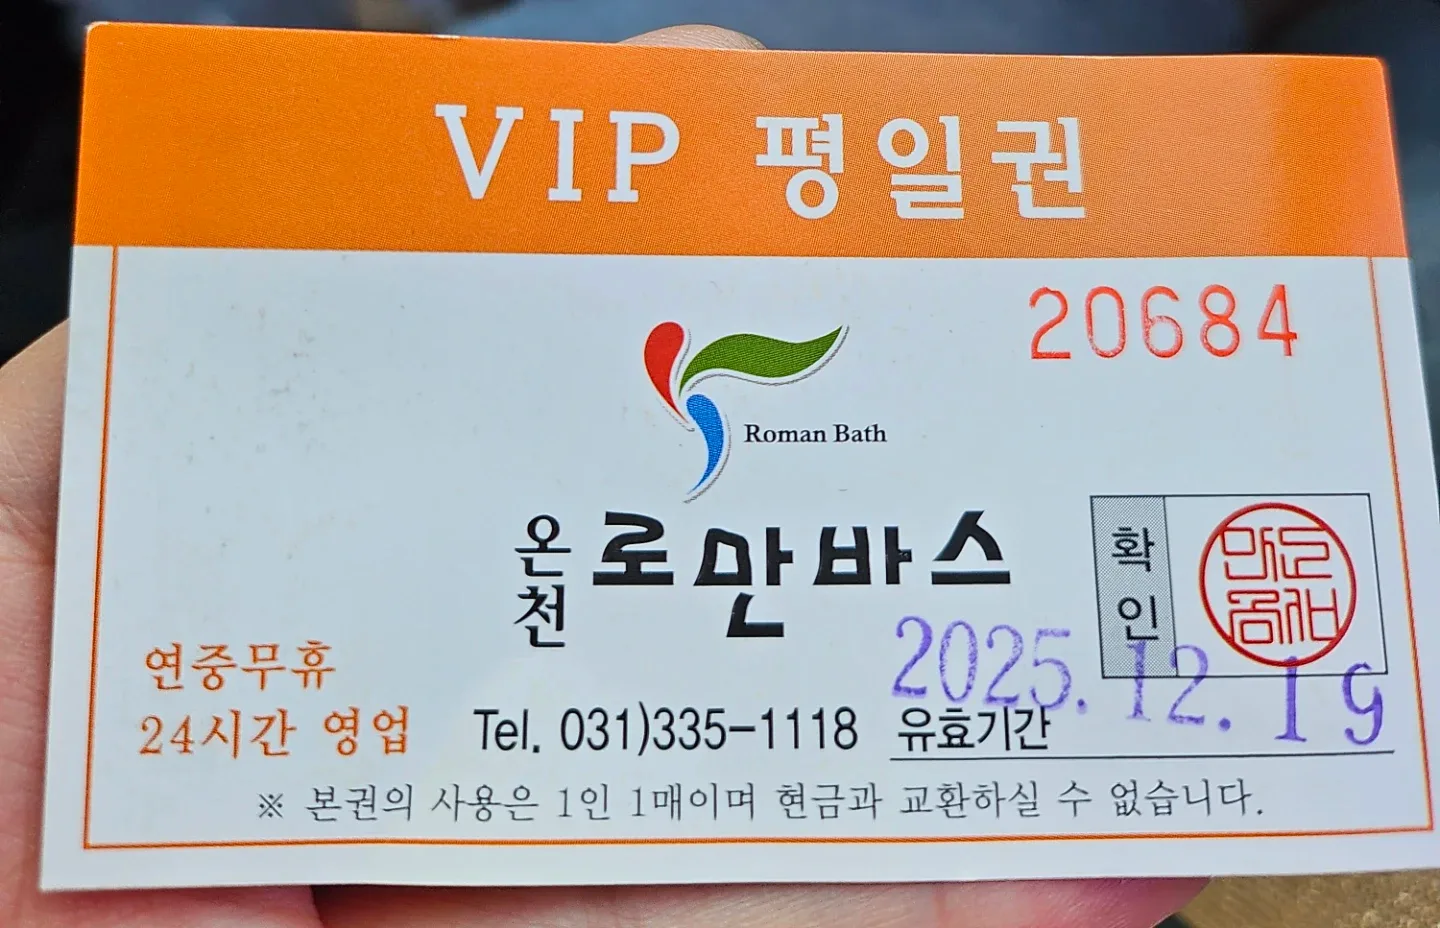 VIP 평일권
20684
Roman Bath
온천 로만바스
확인
2025.12.19
연중무휴
24시간 영업
Tel. 031)335-1118
유효기간
※ 본권의 사용은 1인 1매이며 현금과 교환하실 수 없습니다.